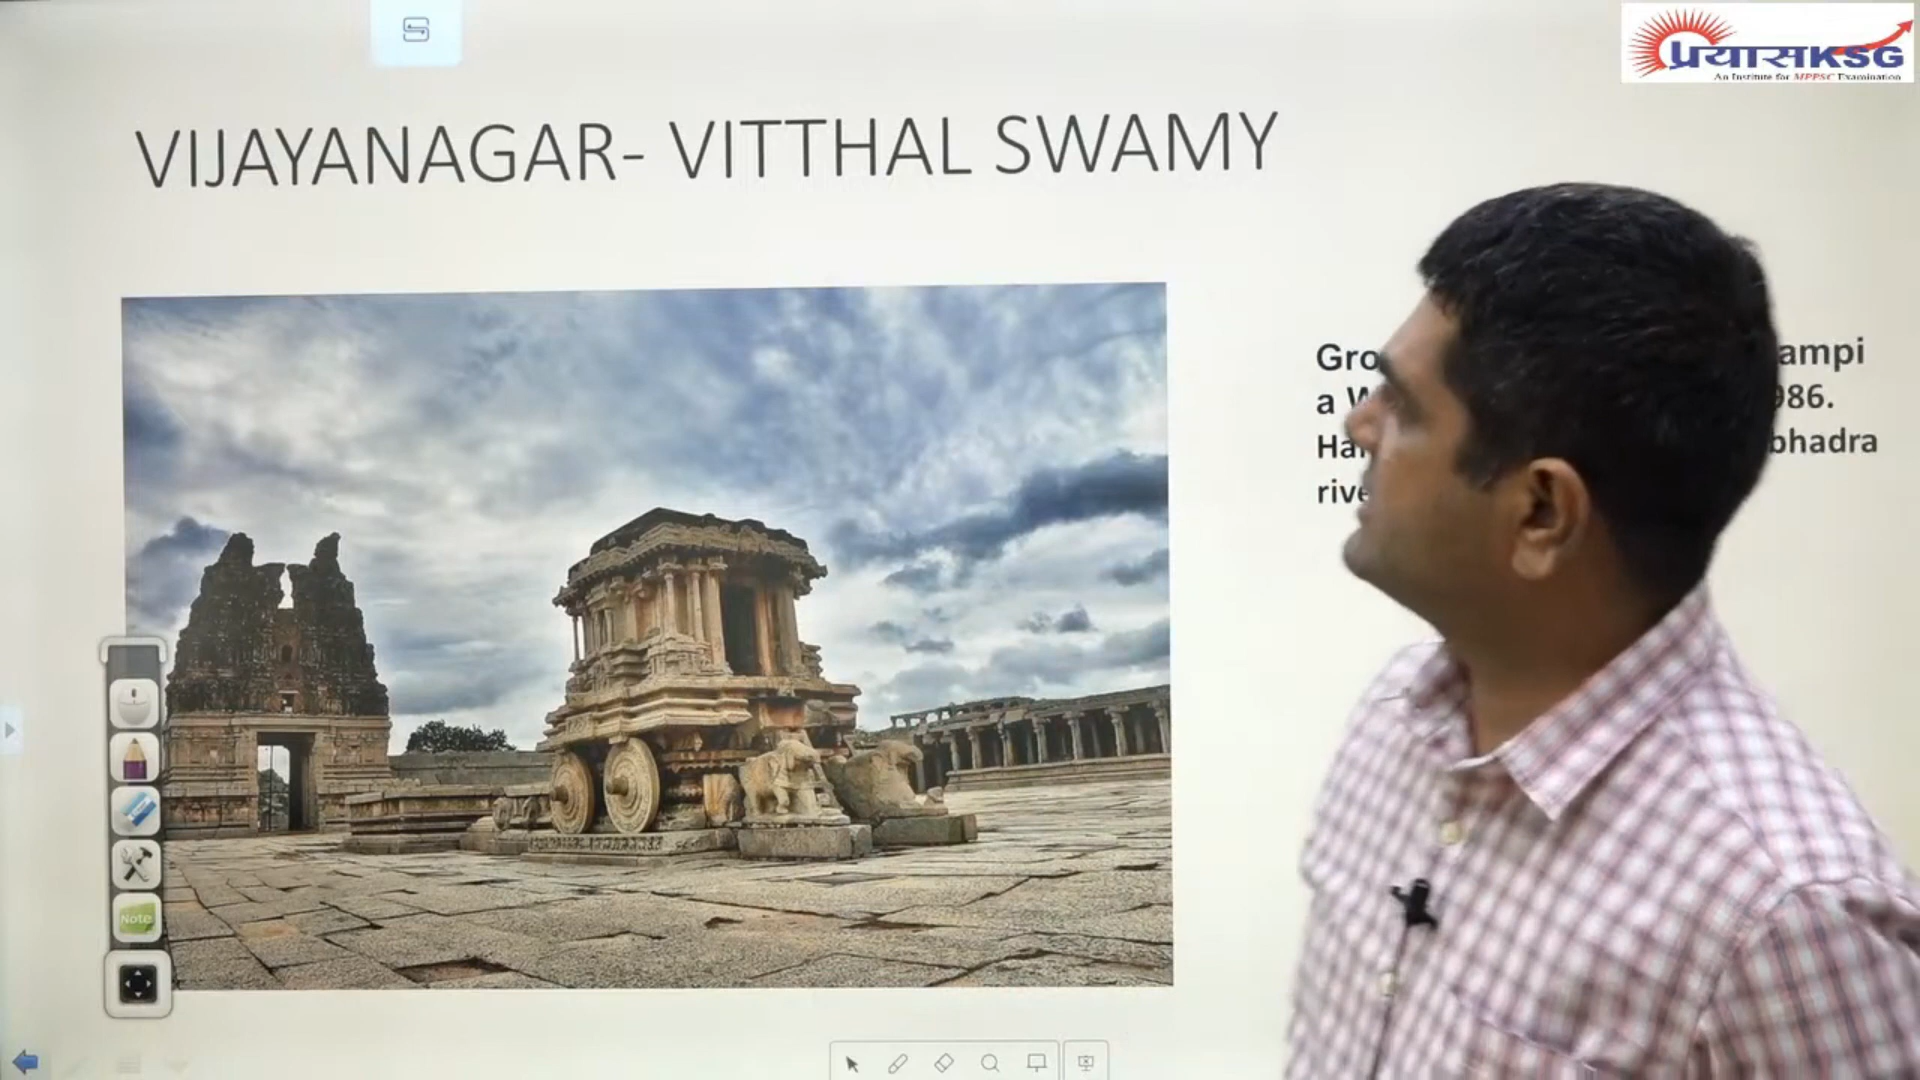 प्रयासKSG
An Institute for MPPSC Examination
VIJAYANAGAR- VITTHAL SWAMY
Gro ampi
a W 986.
Ha bhadra
rive
Note